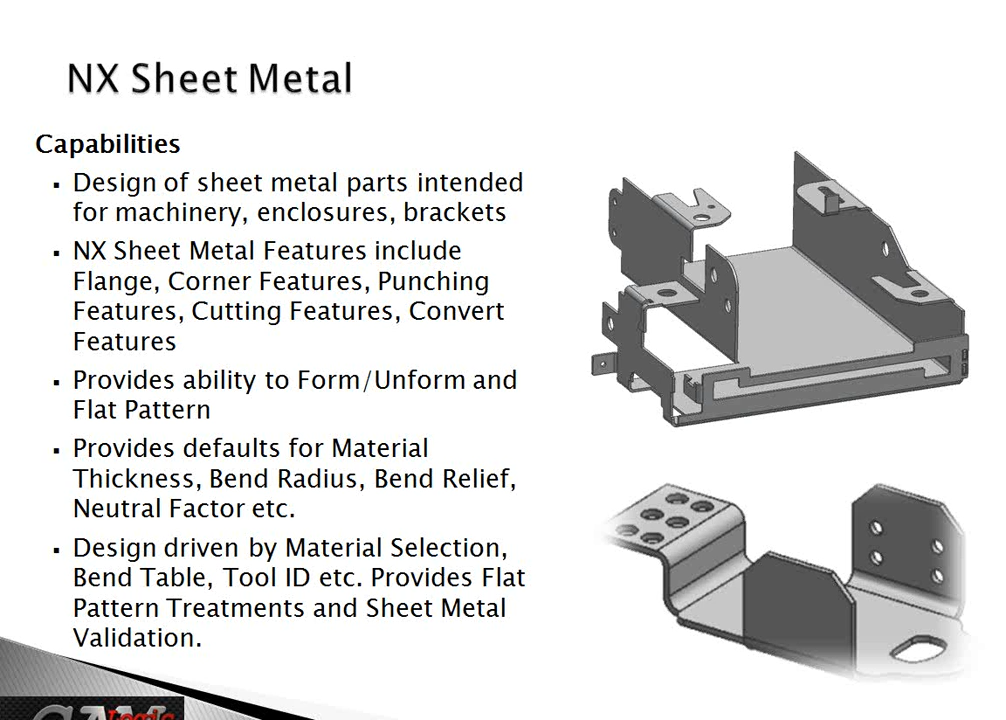 NX Sheet Metal
Capabilities
▪ Design of sheet metal parts intended
for machinery, enclosures, brackets
▪ NX Sheet Metal Features include
Flange, Corner Features, Punching
Features, Cutting Features, Convert
Features
▪ Provides ability to Form/Unform and
Flat Pattern
▪ Provides defaults for Material
Thickness, Bend Radius, Bend Relief,
Neutral Factor etc.
▪ Design driven by Material Selection,
Bend Table, Tool ID etc. Provides Flat
Pattern Treatments and Sheet Metal
Validation.
CAM Logic